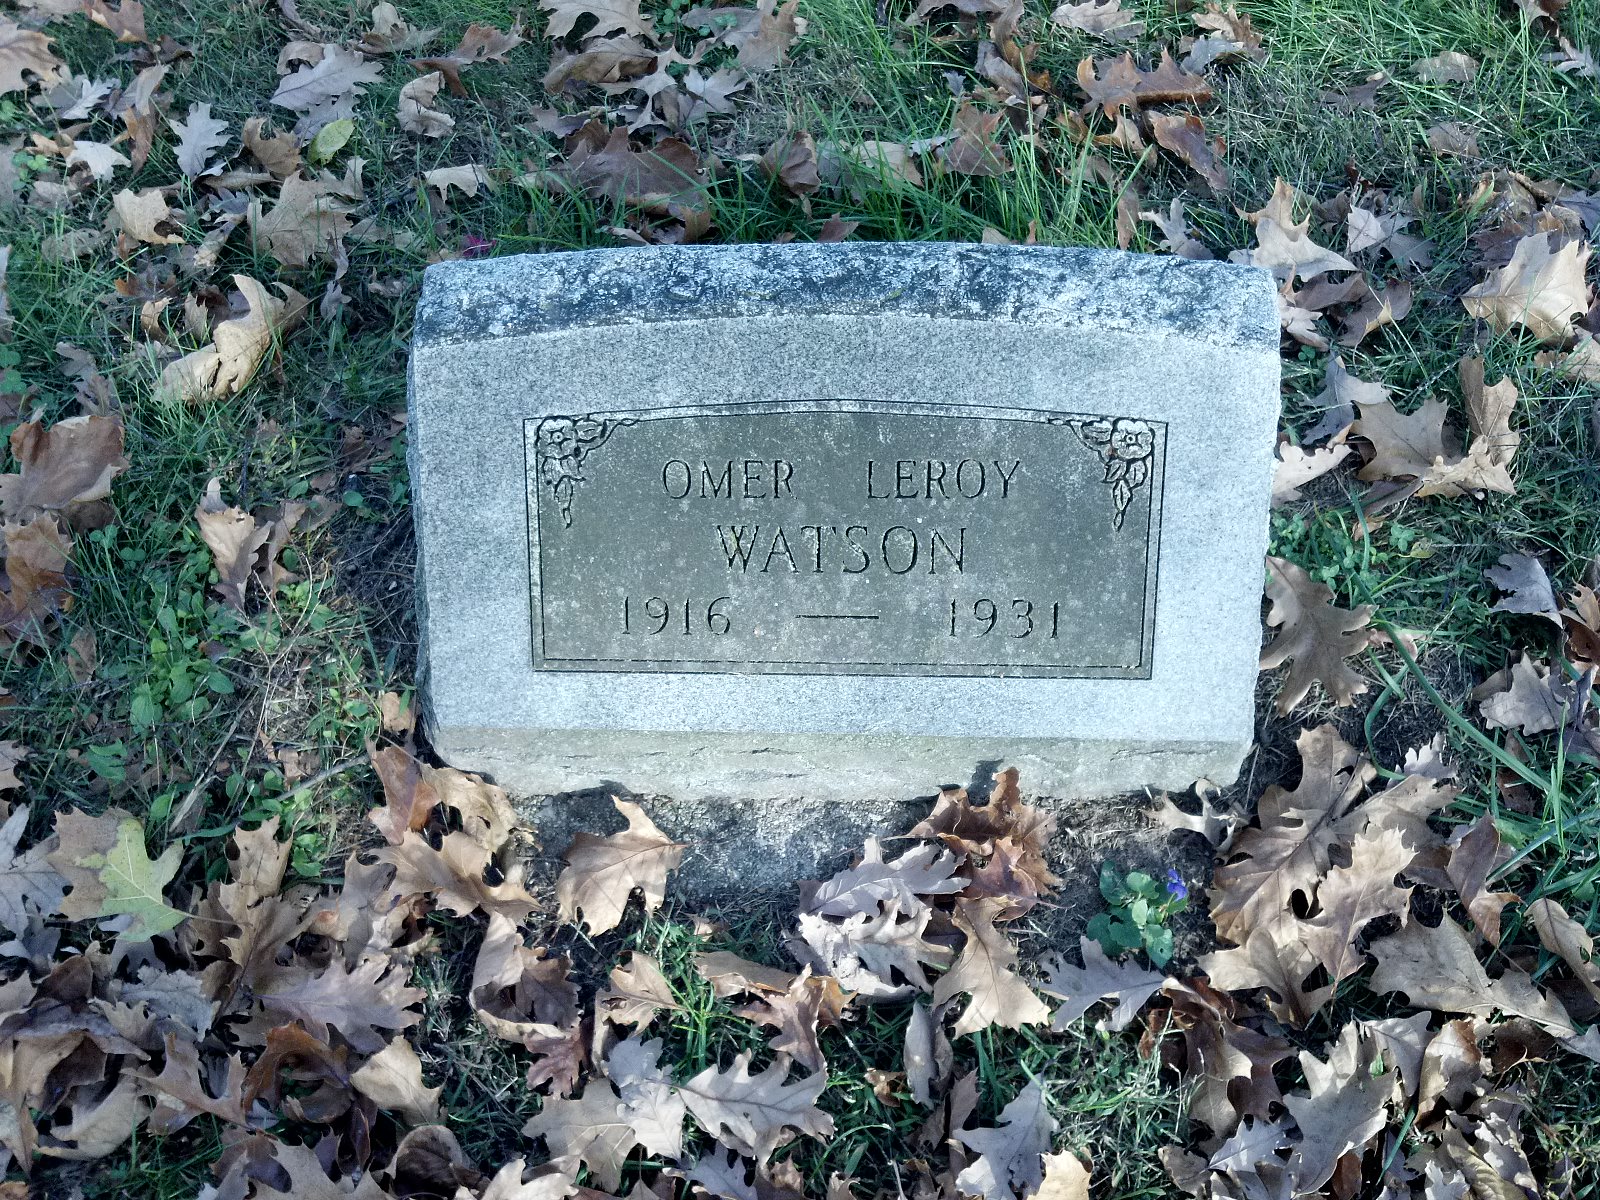 OMER LEROY
WATSON
1916 — 1931